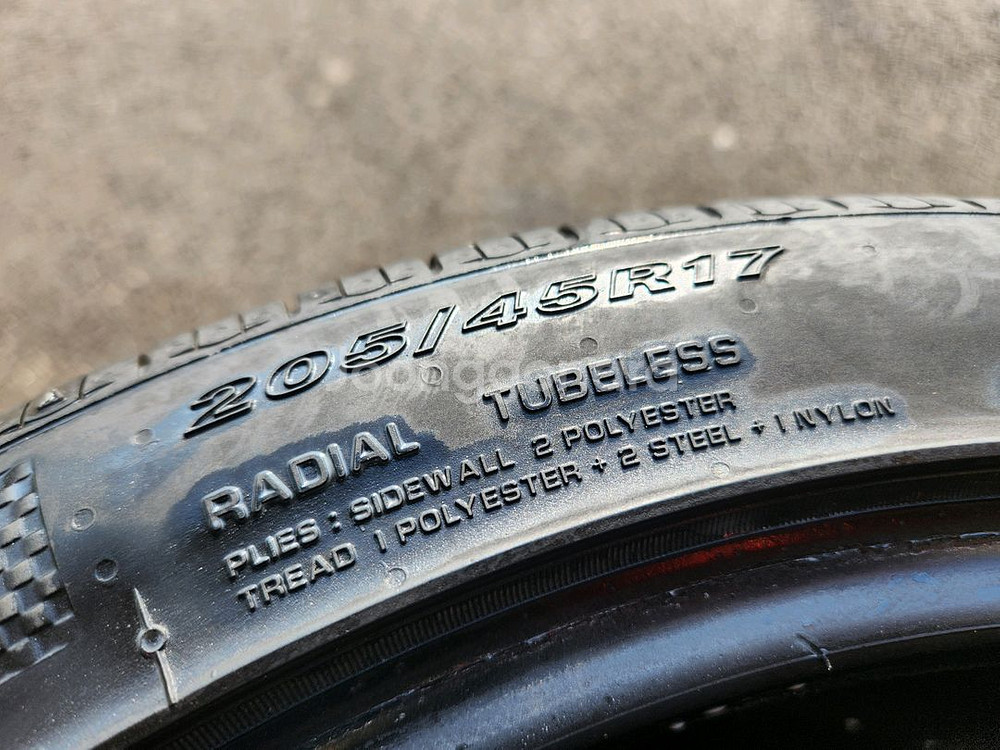 205/45R17
RADIAL TUBELESS
PLIES : SIDEWALL 2 POLYESTER
TREAD 1 POLYESTER + 2 STEEL + 1 NYLON